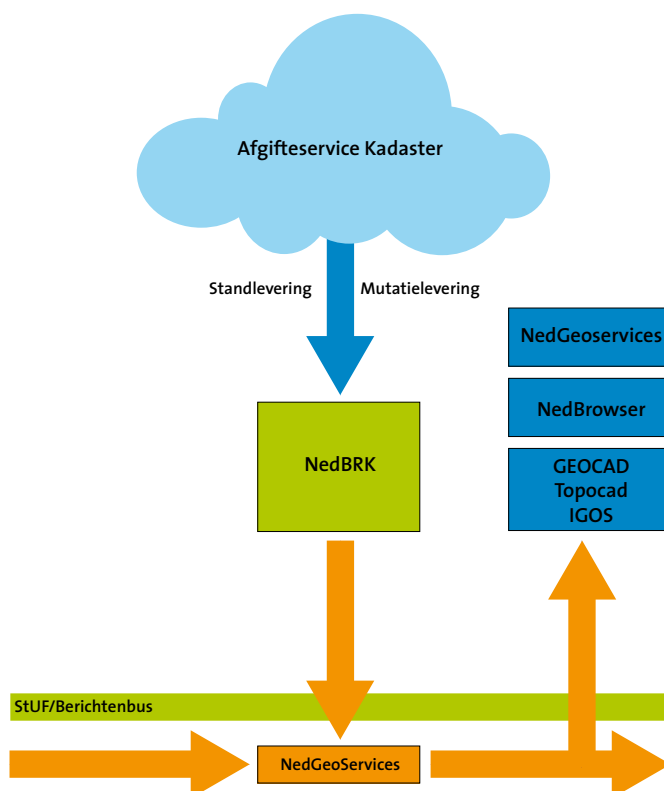 Afgifteservice Kadaster
Standlevering
Mutatielevering
NedGeoservices
NedBrowser
NedBRK
GEOCAD
Topocad
IGOS
StUF/Berichtenbus
NedGeoServices